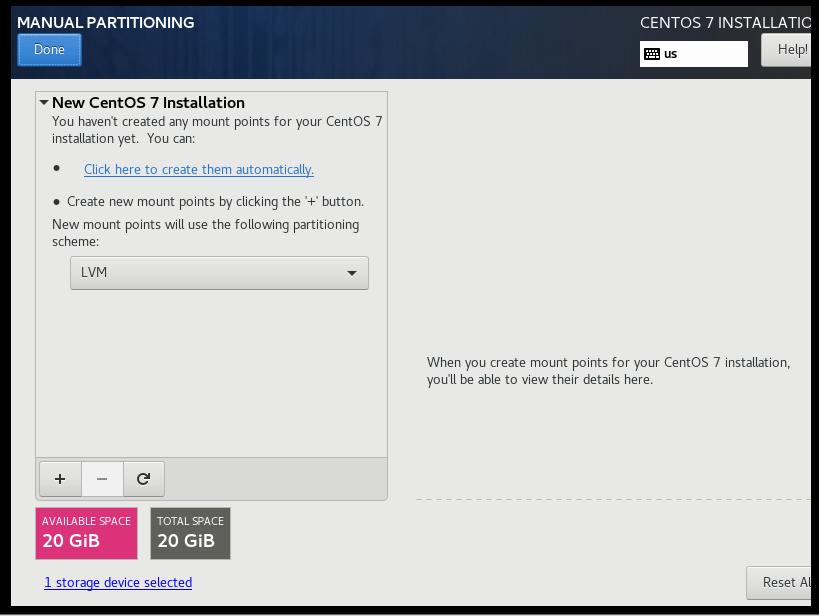 MANUAL PARTITIONING
CENTOS 7 INSTALLATIO
Done
us
Help!
New CentOS 7 Installation
You haven't created any mount points for your CentOS 7
installation yet.  You can:
• Click here to create them automatically.
• Create new mount points by clicking the '+' button.
New mount points will use the following partitioning
scheme:
LVM
When you create mount points for your CentOS 7 installation,
you'll be able to view their details here.
+ −
AVAILABLE SPACE
20 GiB
TOTAL SPACE
20 GiB
1 storage device selected
Reset Al